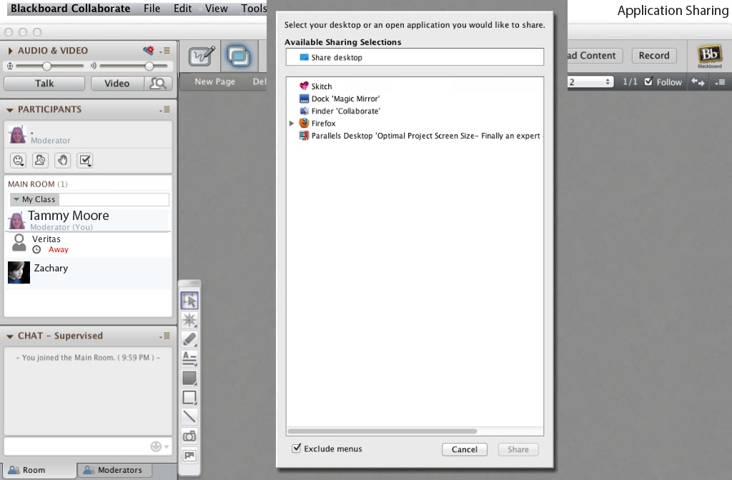 Blackboard Collaborate File Edit View Tools
Application Sharing
Select your desktop or an open application you would like to share.
Available Sharing Selections
Share desktop
Skitch
Dock 'Magic Mirror'
Finder 'Collaborate'
Firefox
Parallels Desktop 'Optimal Project Screen Size- Finally an expert
Exclude menus
Cancel
Share
AUDIO & VIDEO
Talk
Video
PARTICIPANTS
-
Moderator
MAIN ROOM (1)
My Class
Tammy Moore
Moderator (You)
Veritas
Away
Zachary
CHAT – Supervised
– You joined the Main Room. ( 9:59 PM ) –
Room
Moderators
New Page
Del
ad Content
Record
Bb
Blackboard
2
1/1
Follow
A